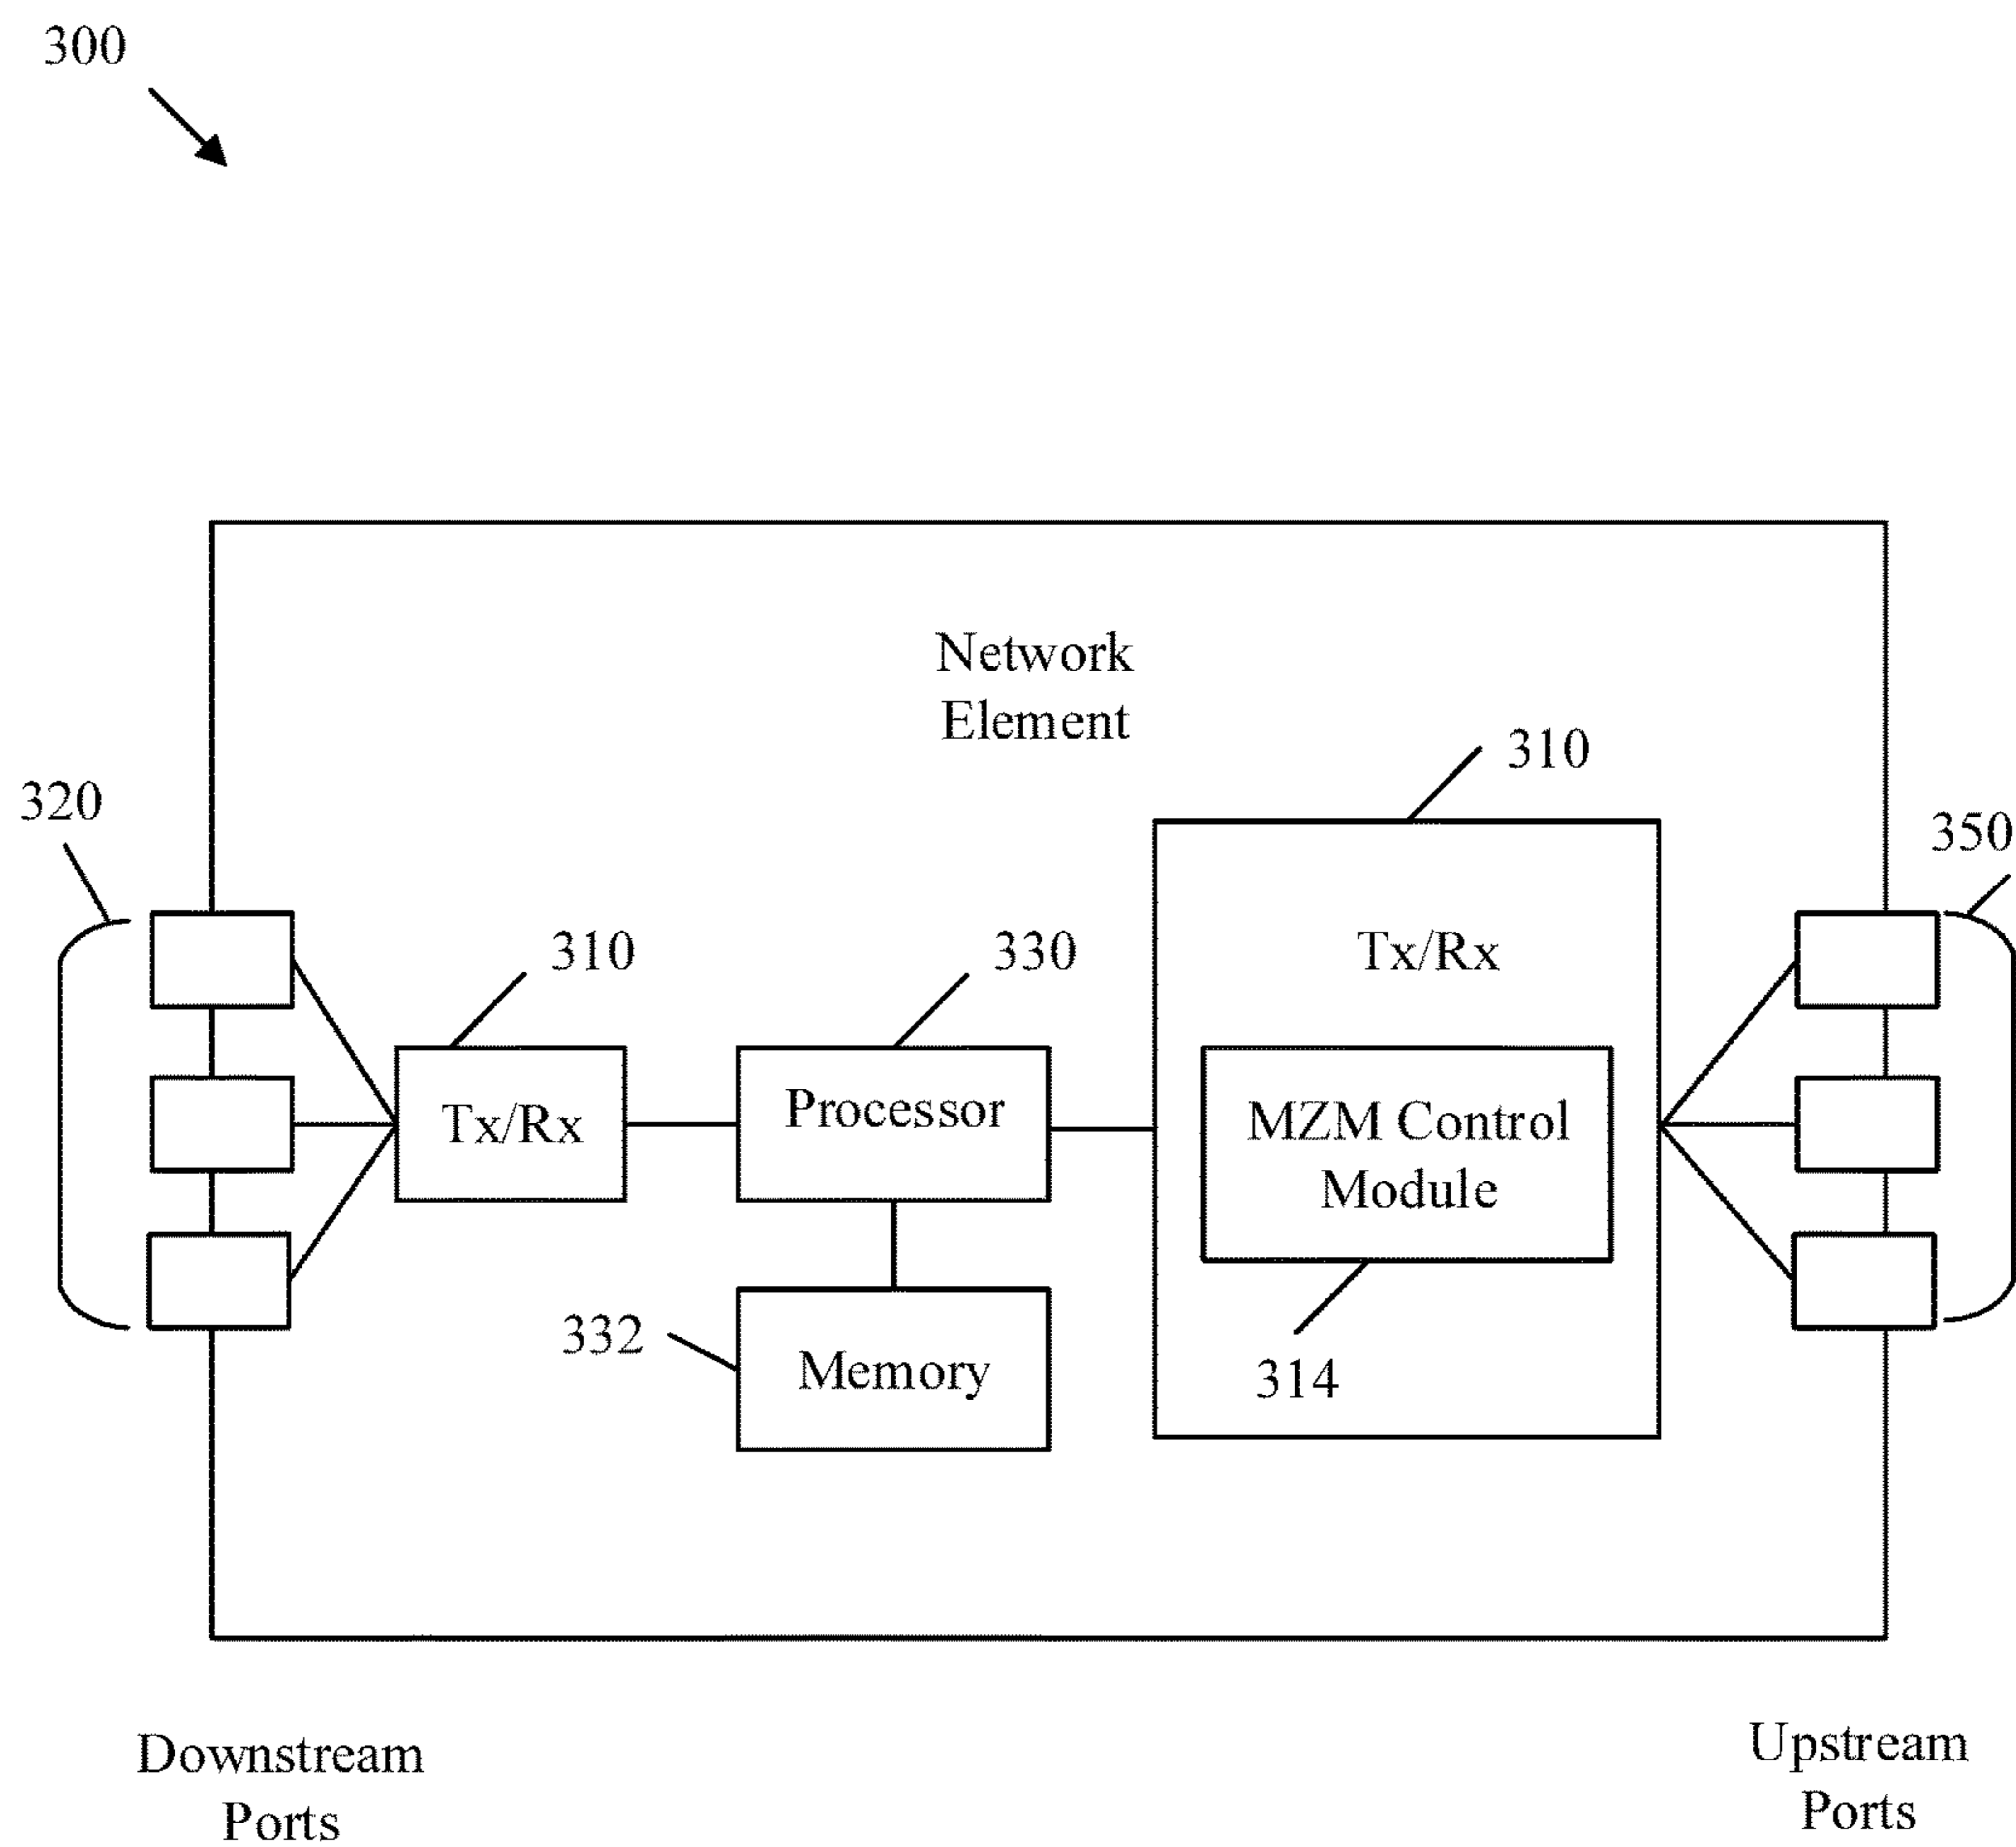 300
Network
Element
310
320
350
310
330
Tx/Rx
Tx/Rx
Processor
MZM Control
Module
332
Memory
314
Downstream
Ports
Upstream
Ports